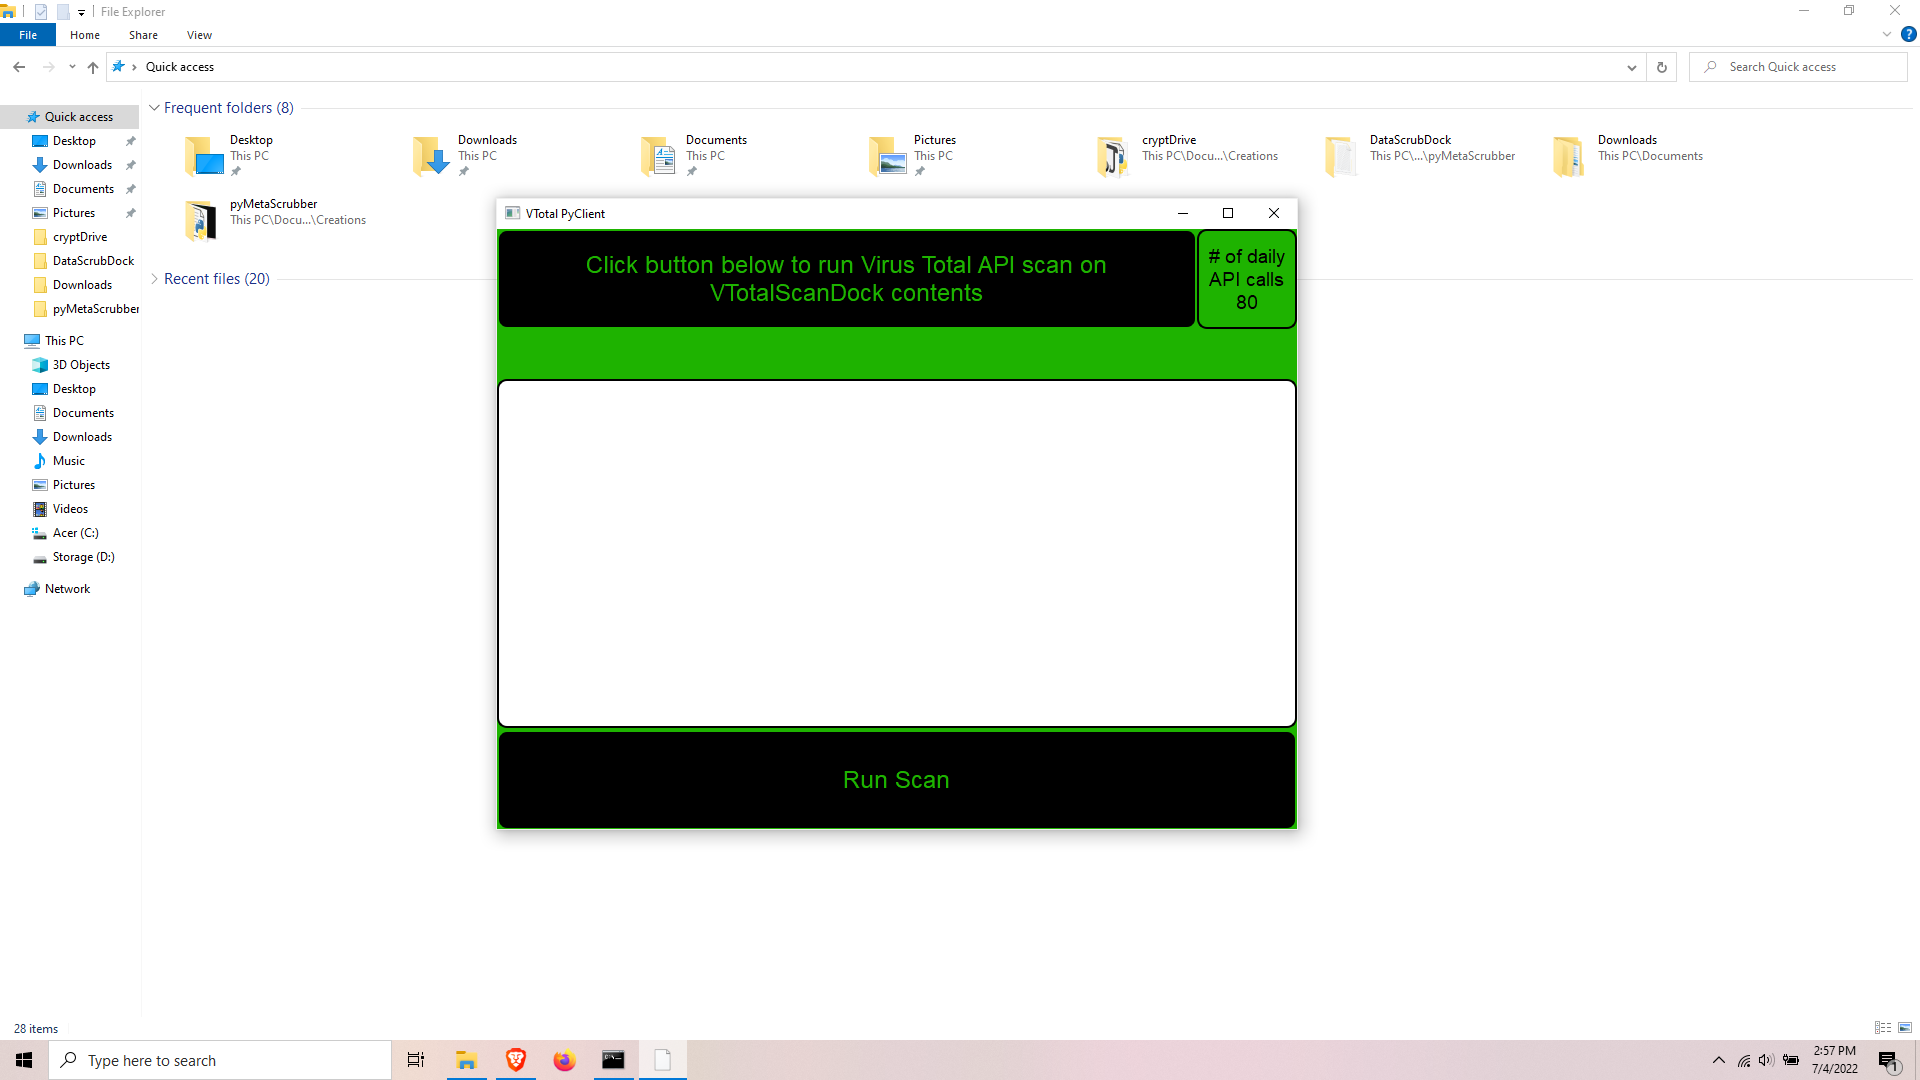 File Explorer
File Home Share View
Quick access
Search Quick access
Quick access
Desktop
Downloads
Documents
Pictures
cryptDrive
DataScrubDock
Downloads
pyMetaScrubber
This PC
3D Objects
Desktop
Documents
Downloads
Music
Pictures
Videos
Acer (C:)
Storage (D:)
Network
Frequent folders (8)
Desktop
This PC
Downloads
This PC
Documents
This PC
Pictures
This PC
cryptDrive
This PC\Docu...\Creations
DataScrubDock
This PC\...\pyMetaScrubber
Downloads
This PC\Documents
pyMetaScrubber
This PC\Docu...\Creations
Recent files (20)
VTotal PyClient
Click button below to run Virus Total API scan on
VTotalScanDock contents
# of daily
API calls
80
Run Scan
28 items
Type here to search
2:57 PM
7/4/2022
1